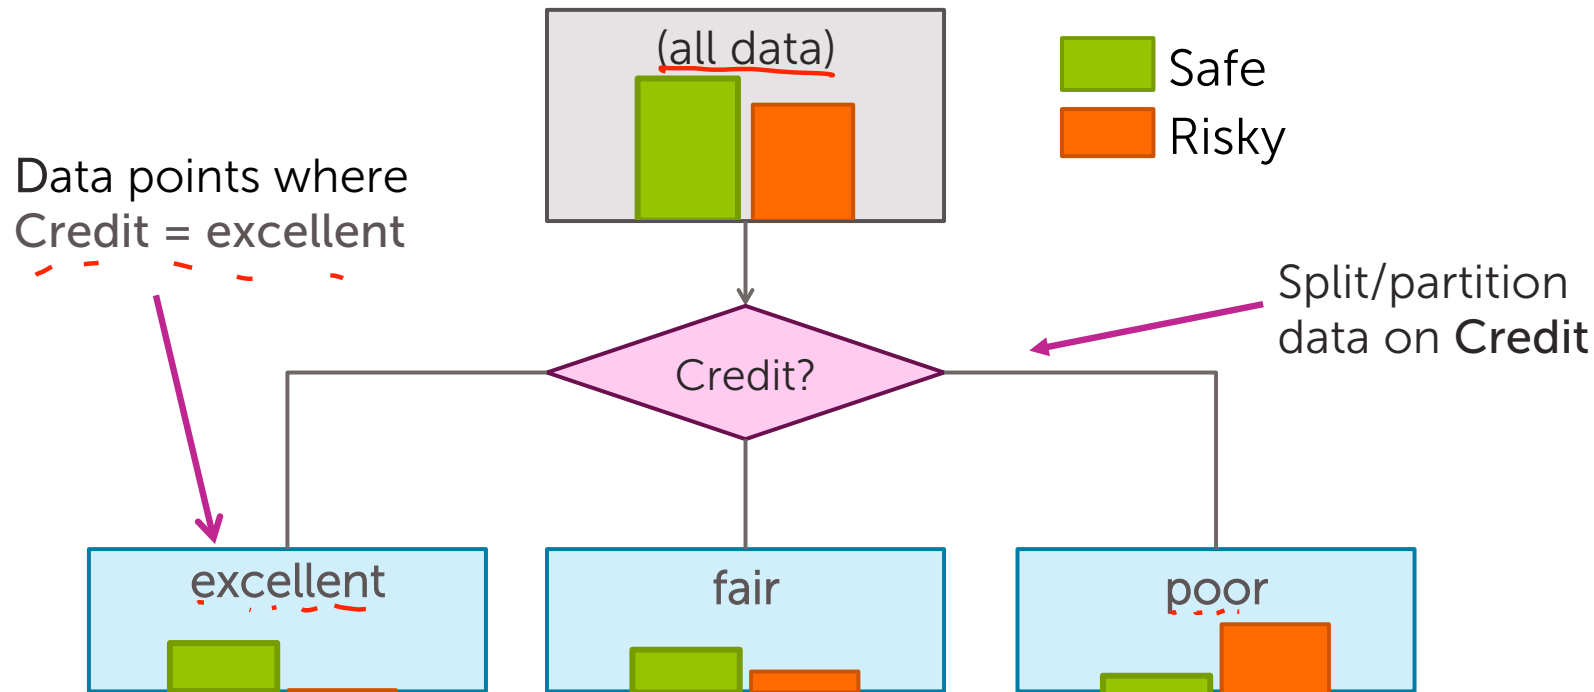 (all data)
Safe
Risky
Data points where
Credit = excellent
Split/partition
data on Credit
Credit?
excellent
fair
poor